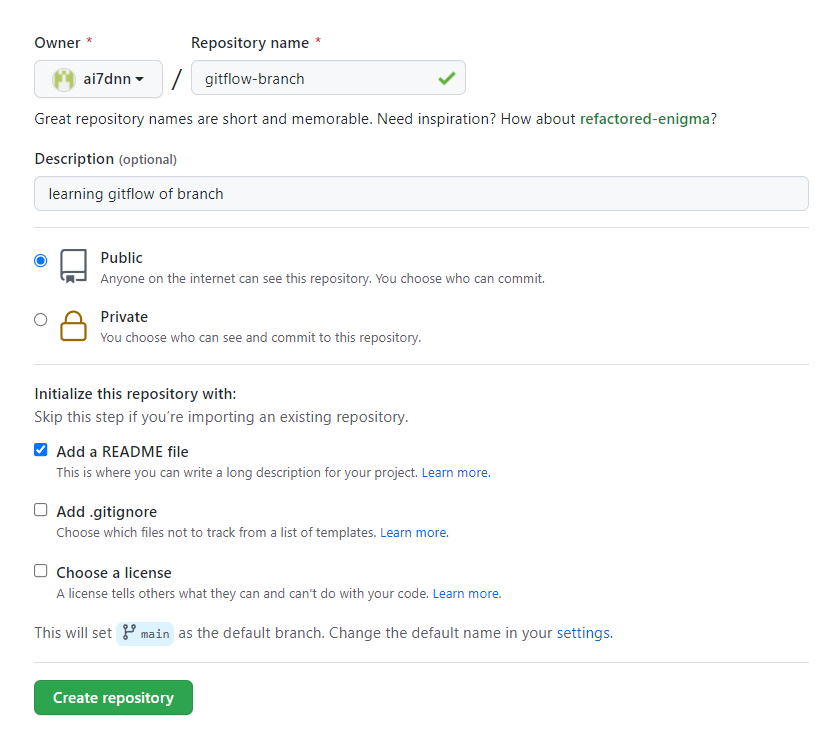 Owner * Repository name *
ai7dnn / gitflow-branch
Great repository names are short and memorable. Need inspiration? How about refactored-enigma?
Description (optional)
learning gitflow of branch
Public
Anyone on the internet can see this repository. You choose who can commit.
Private
You choose who can see and commit to this repository.
Initialize this repository with:
Skip this step if you’re importing an existing repository.
Add a README file
This is where you can write a long description for your project. Learn more.
Add .gitignore
Choose which files not to track from a list of templates. Learn more.
Choose a license
A license tells others what they can and can't do with your code. Learn more.
This will set main as the default branch. Change the default name in your settings.
Create repository